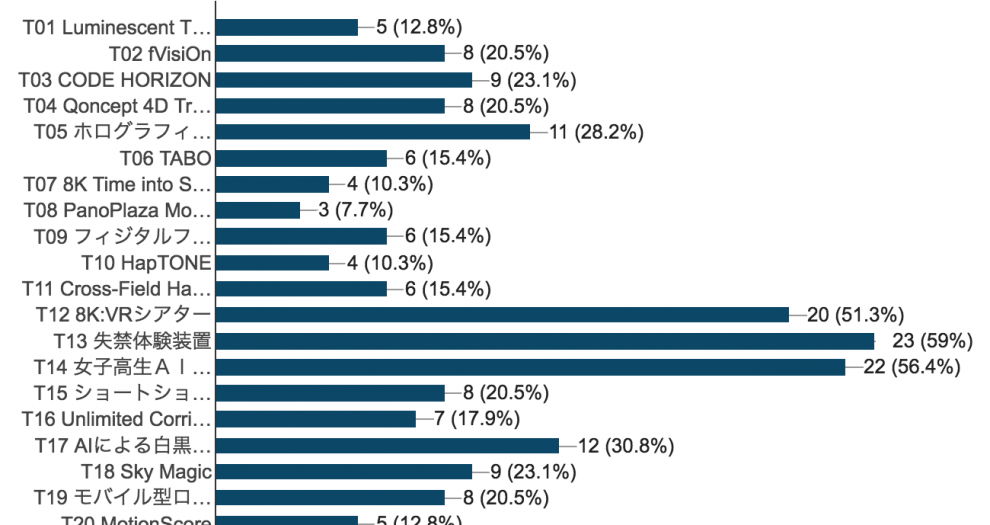 T01 Luminescent T… 5 (12.8%)
T02 fVisiOn 8 (20.5%)
T03 CODE HORIZON 9 (23.1%)
T04 Qoncept 4D Tr… 8 (20.5%)
T05 ホログラフィ… 11 (28.2%)
T06 TABO 6 (15.4%)
T07 8K Time into S… 4 (10.3%)
T08 PanoPlaza Mo… 3 (7.7%)
T09 フィジタルフ… 6 (15.4%)
T10 HapTONE 4 (10.3%)
T11 Cross-Field Ha… 6 (15.4%)
T12 8K:VRシアター 20 (51.3%)
T13 失禁体験装置 23 (59%)
T14 女子高生ＡＩ… 22 (56.4%)
T15 ショートショ… 8 (20.5%)
T16 Unlimited Corri… 7 (17.9%)
T17 AIによる白黒… 12 (30.8%)
T18 Sky Magic 9 (23.1%)
T19 モバイル型ロ… 8 (20.5%)
T20 MotionScore 5 (12.8%)